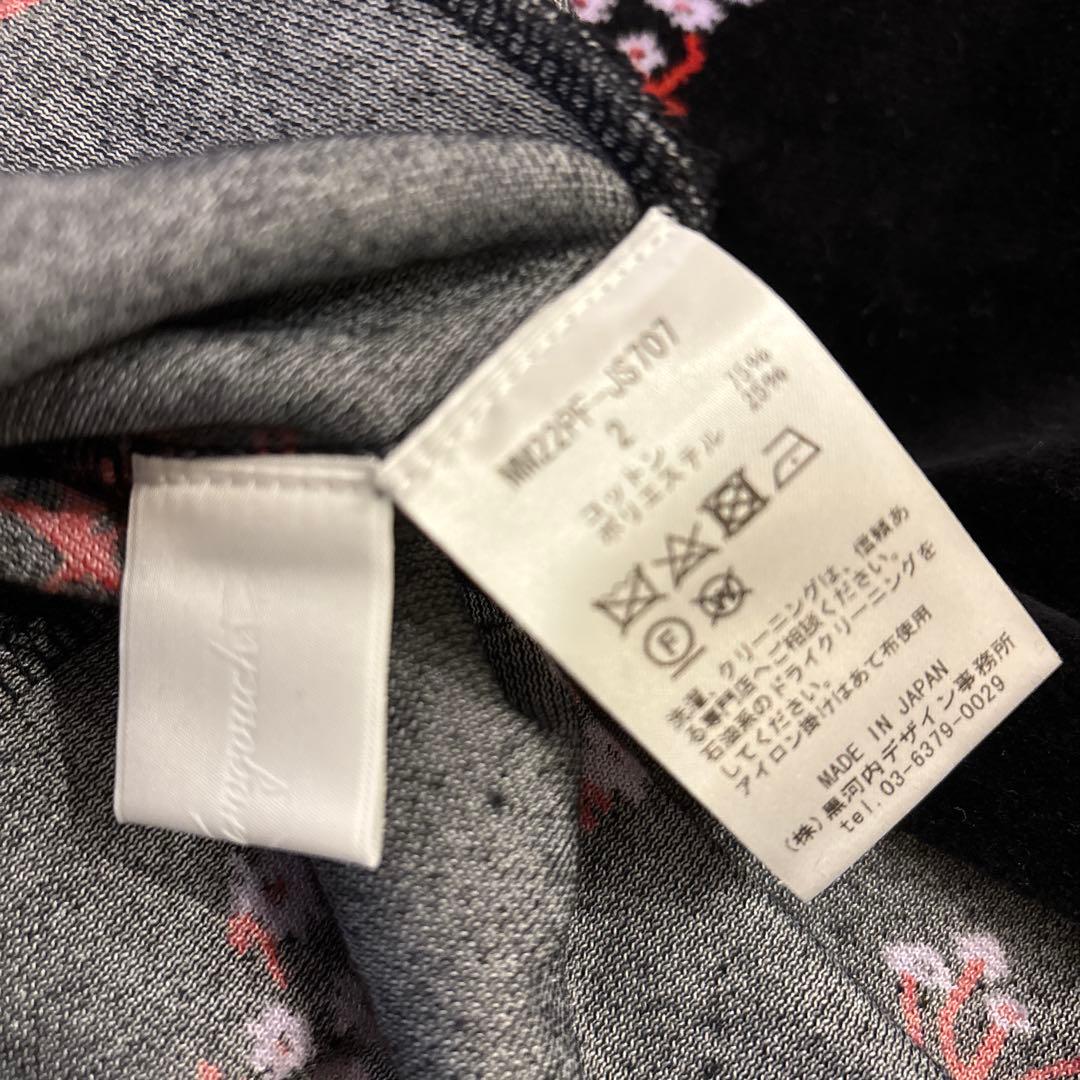 MM22PF-JS707
2
コットン 75%
ポリエステル 25%
F W
水濯、クリーニングは、信頼あ
る専門店へご相談ください。
石油系のドライクリーニングを
してください。
アイロン掛けはあて布使用
MADE IN JAPAN
(株)黒河内デザイン事務所
tel.03-6379-0029